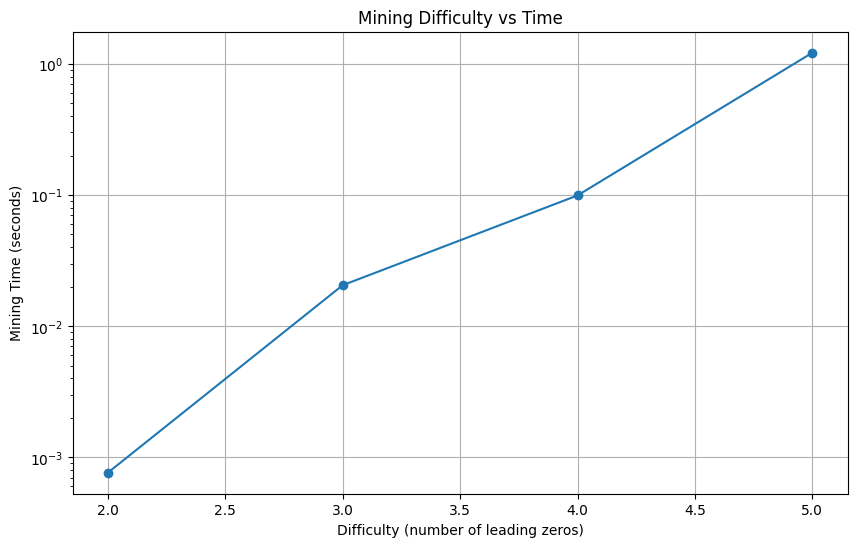 Mining Difficulty vs Time
Mining Time (seconds)
10⁰
10⁻¹
10⁻²
10⁻³
2.0 2.5 3.0 3.5 4.0 4.5 5.0
Difficulty (number of leading zeros)